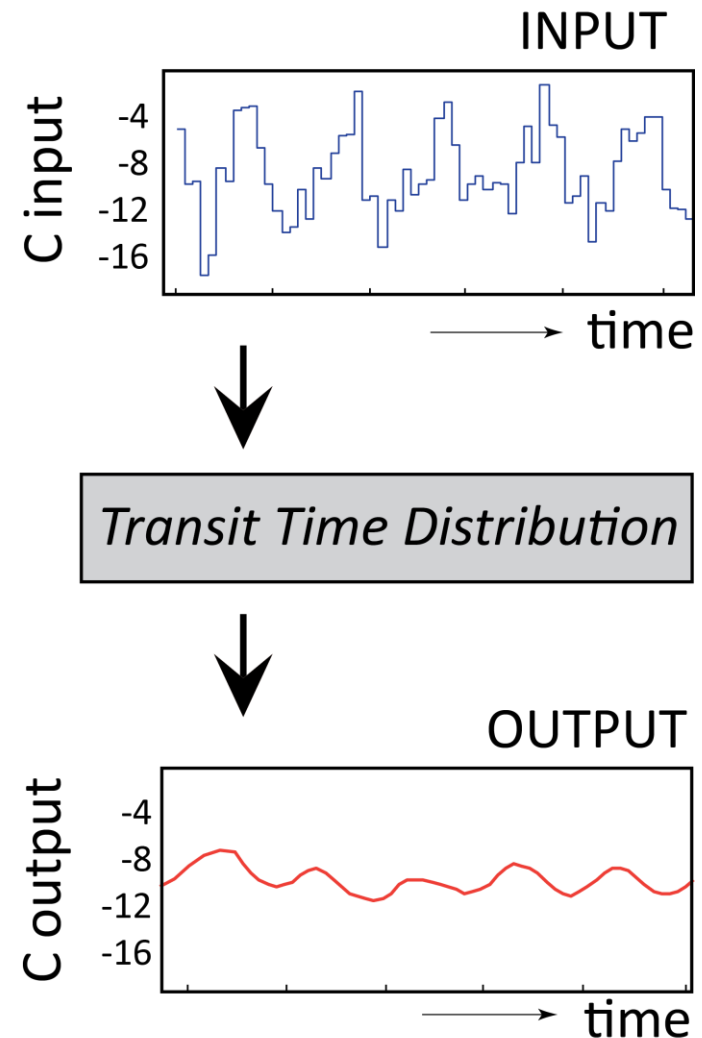 INPUT
C input
-4
-8
-12
-16
time
Transit Time Distribution
OUTPUT
C output
-4
-8
-12
-16
time